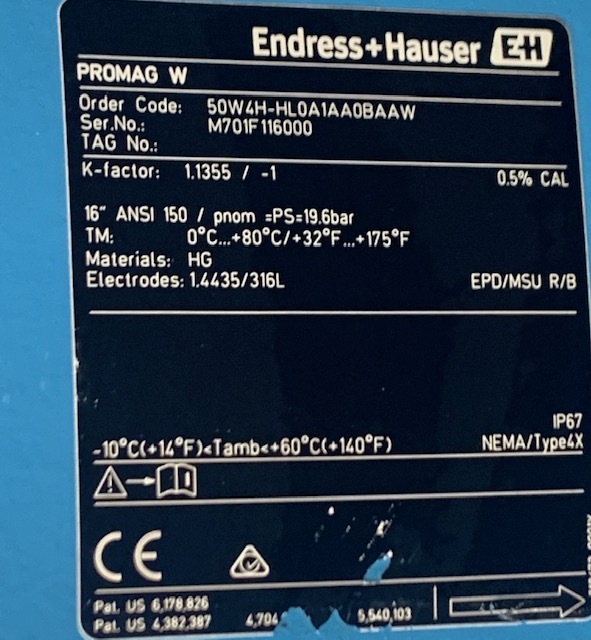 Endress+Hauser EH
PROMAG W
Order Code: 50W4H-HL0A1AA0BAAW
Ser.No.: M701F116000
TAG No.:
K-factor: 1.1355 / -1 0.5% CAL
16" ANSI 150 / pnom =PS=19.6bar
TM: 0°C...+80°C/+32°F...+175°F
Materials: HG
Electrodes: 1.4435/316L EPD/MSU R/B
IP67
-10°C(+14°F)<Tamb<+60°C(+140°F) NEMA/Type4X
CE
Pat. US 6,178,826
Pat. US 4,382,387 4,704 5,540,103